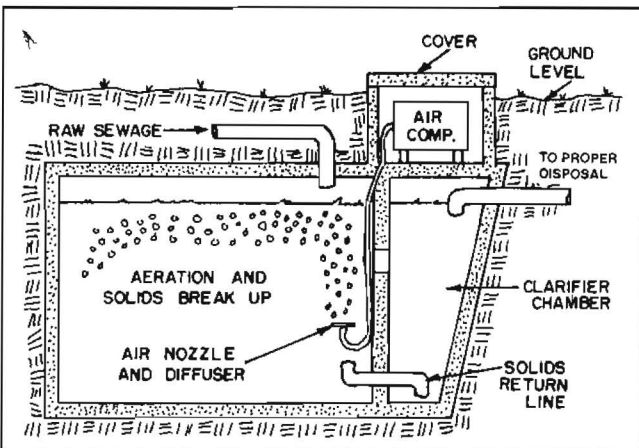 COVER
GROUND
LEVEL
RAW SEWAGE
AIR
COMP.
TO PROPER
DISPOSAL
AERATION AND
SOLIDS BREAK UP
CLARIFIER
CHAMBER
AIR NOZZLE
AND DIFFUSER
SOLIDS
RETURN
LINE